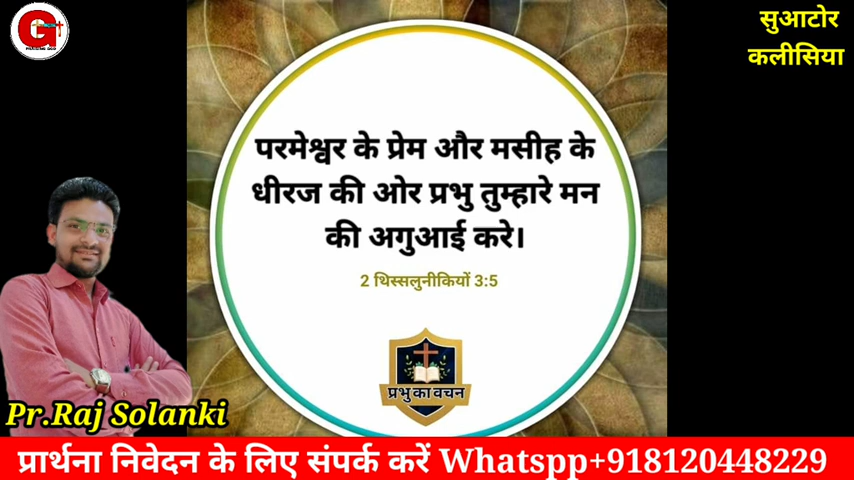 सुआटोर
कलीसिया
परमेश्वर के प्रेम और मसीह के
धीरज की ओर प्रभु तुम्हारे मन
की अगुआई करे।
2 थिस्सलुनीकियों 3:5
प्रभु का वचन
Pr.Raj Solanki
प्रार्थना निवेदन के लिए संपर्क करें Whatspp+918120448229